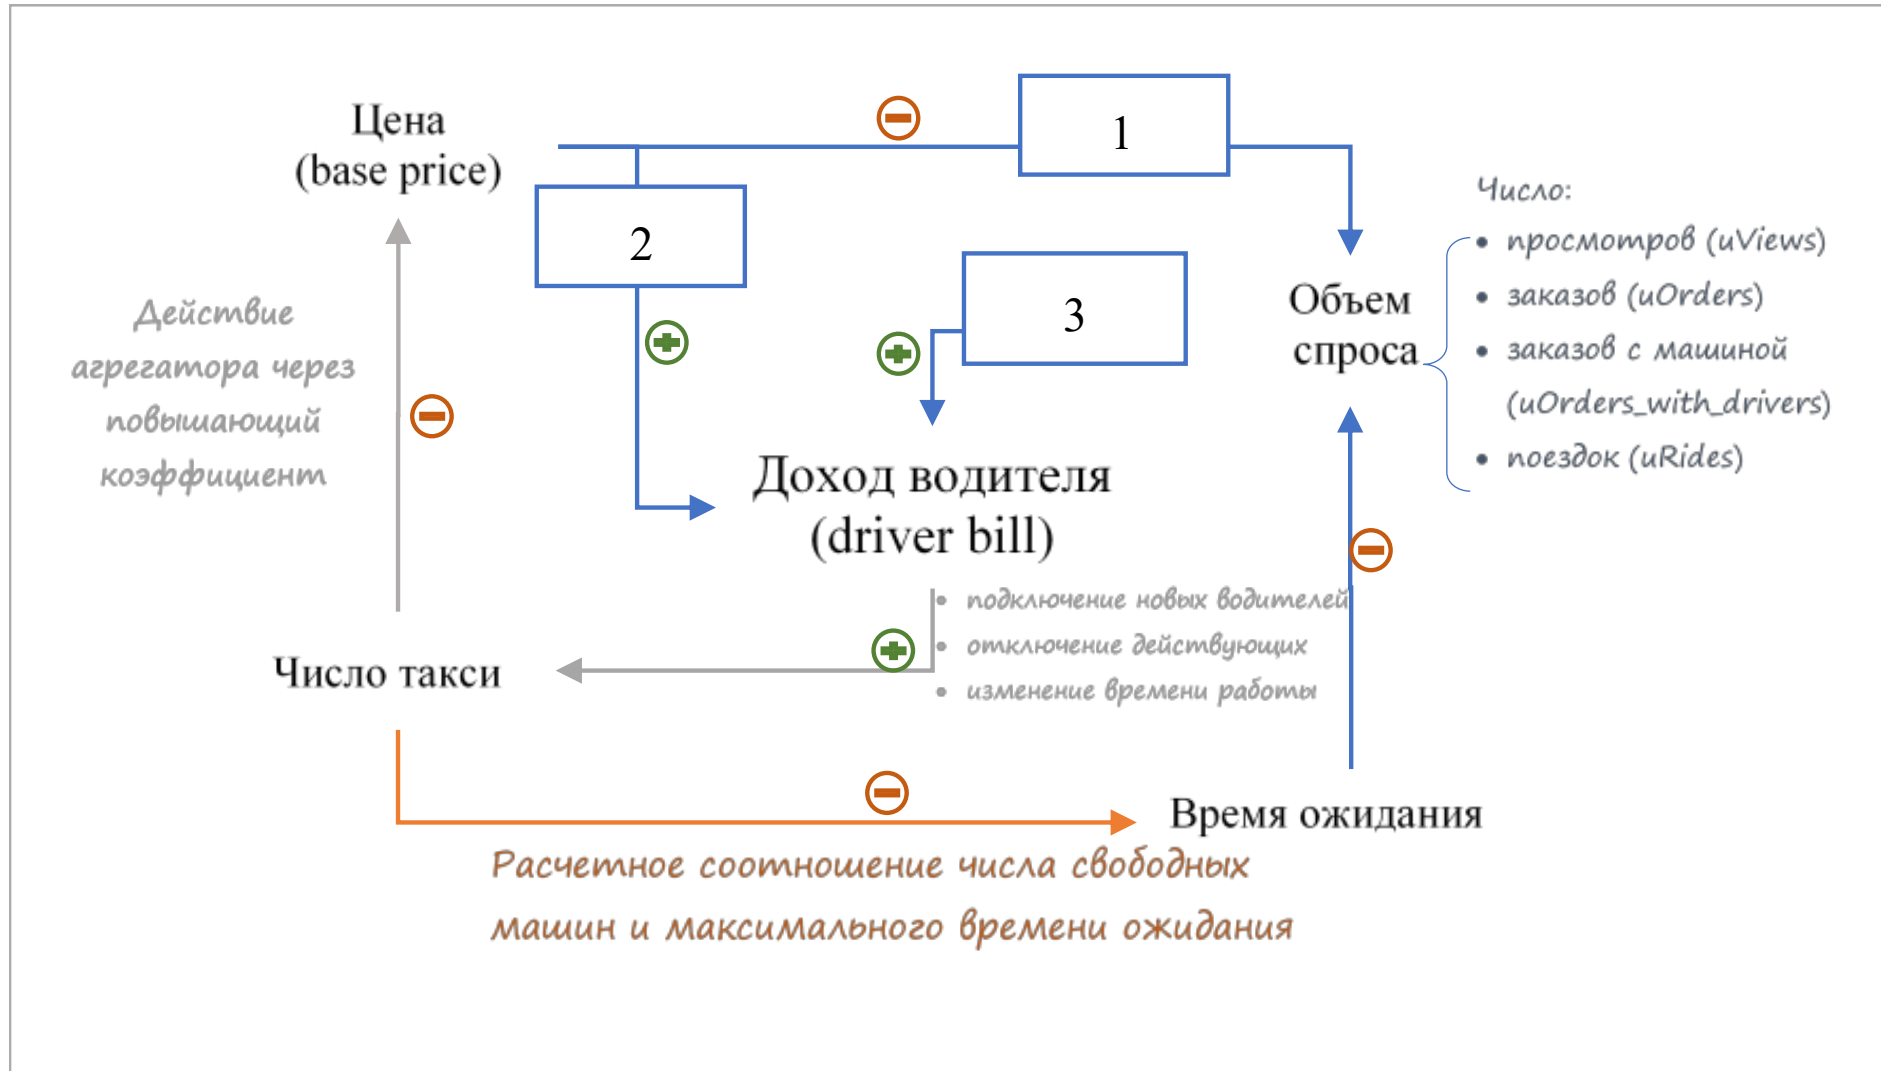 Цена
(base price)
1
2
3
Число:
просмотров (uViews)
заказов (uOrders)
заказов с машиной
(uOrders_with_drivers)
поездок (uRides)
Объем
спроса
Действие
агрегатора через
повышающий
коэффициент
Доход водителя
(driver bill)
подключение новых водителей
отключение действующих
изменение времени работы
Число такси
Время ожидания
Расчетное соотношение числа свободных
машин и максимального времени ожидания